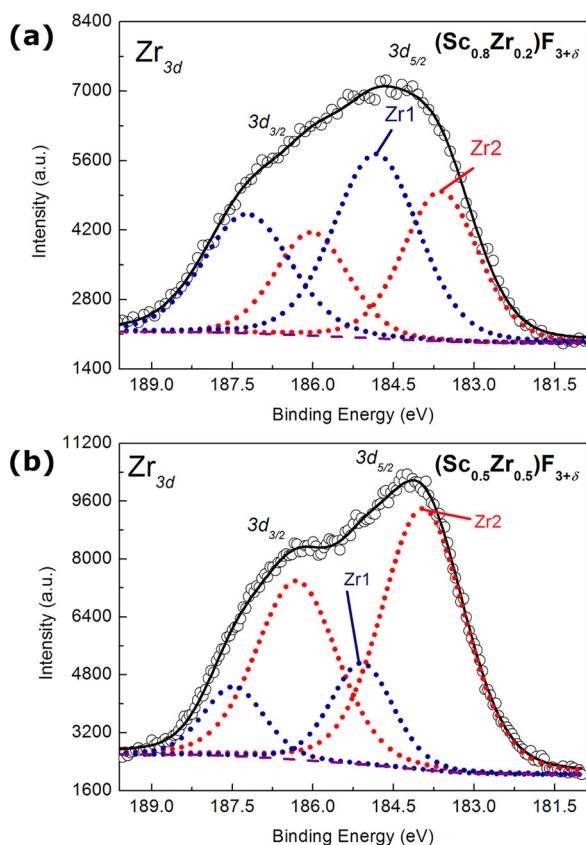 (a)
8400
7000
5600
4200
2800
1400
Intensity (a.u.)
Zr3d
3d5/2
(Sc0.8Zr0.2)F3+δ
3d3/2
Zr1
Zr2
189.0 187.5 186.0 184.5 183.0 181.5
Binding Energy (eV)
(b)
11200
9600
8000
6400
4800
3200
1600
Intensity (a.u.)
Zr3d
3d5/2
(Sc0.5Zr0.5)F3+δ
3d3/2
Zr1
Zr2
189.0 187.5 186.0 184.5 183.0 181.5
Binding Energy (eV)